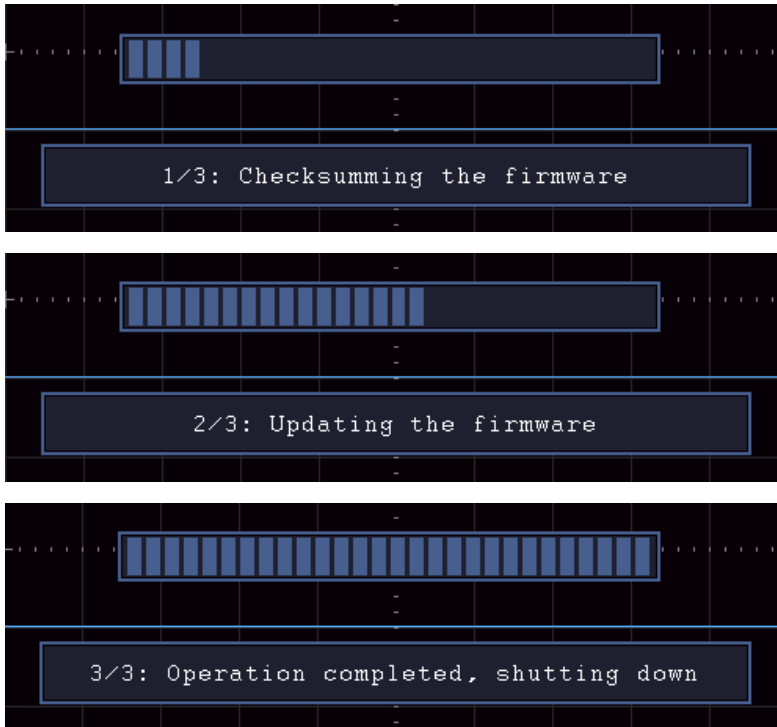 1/3: Checksumming the firmware
2/3: Updating the firmware
3/3: Operation completed, shutting down